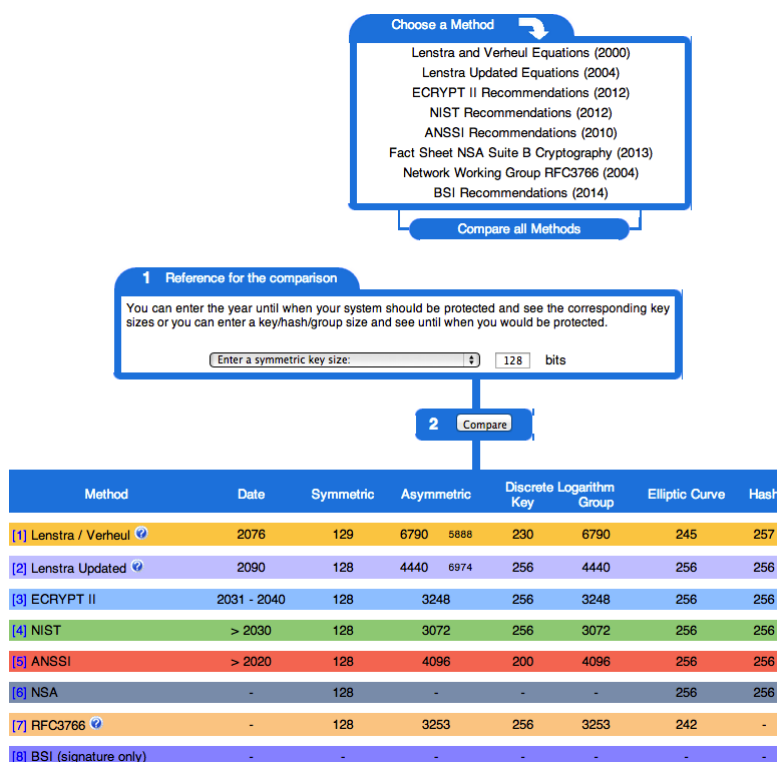 Choose a Method
Lenstra and Verheul Equations (2000)
Lenstra Updated Equations (2004)
ECRYPT II Recommendations (2012)
NIST Recommendations (2012)
ANSSI Recommendations (2010)
Fact Sheet NSA Suite B Cryptography (2013)
Network Working Group RFC3766 (2004)
BSI Recommendations (2014)
Compare all Methods
1 Reference for the comparison
You can enter the year until when your system should be protected and see the corresponding key
sizes or you can enter a key/hash/group size and see until when you would be protected.
Enter a symmetric key size: 128 bits
2 Compare
Method Date Symmetric Asymmetric Discrete Logarithm Elliptic Curve Hash
Key Group
[1] Lenstra / Verheul ? 2076 129 6790 5888 230 6790 245 257
[2] Lenstra Updated ? 2090 128 4440 6974 256 4440 256 256
[3] ECRYPT II 2031 - 2040 128 3248 256 3248 256 256
[4] NIST > 2030 128 3072 256 3072 256 256
[5] ANSSI > 2020 128 4096 200 4096 256 256
[6] NSA - 128 - - - 256 256
[7] RFC3766 ? - 128 3253 256 3253 242 -
[8] BSI (signature only) - - - - - - -